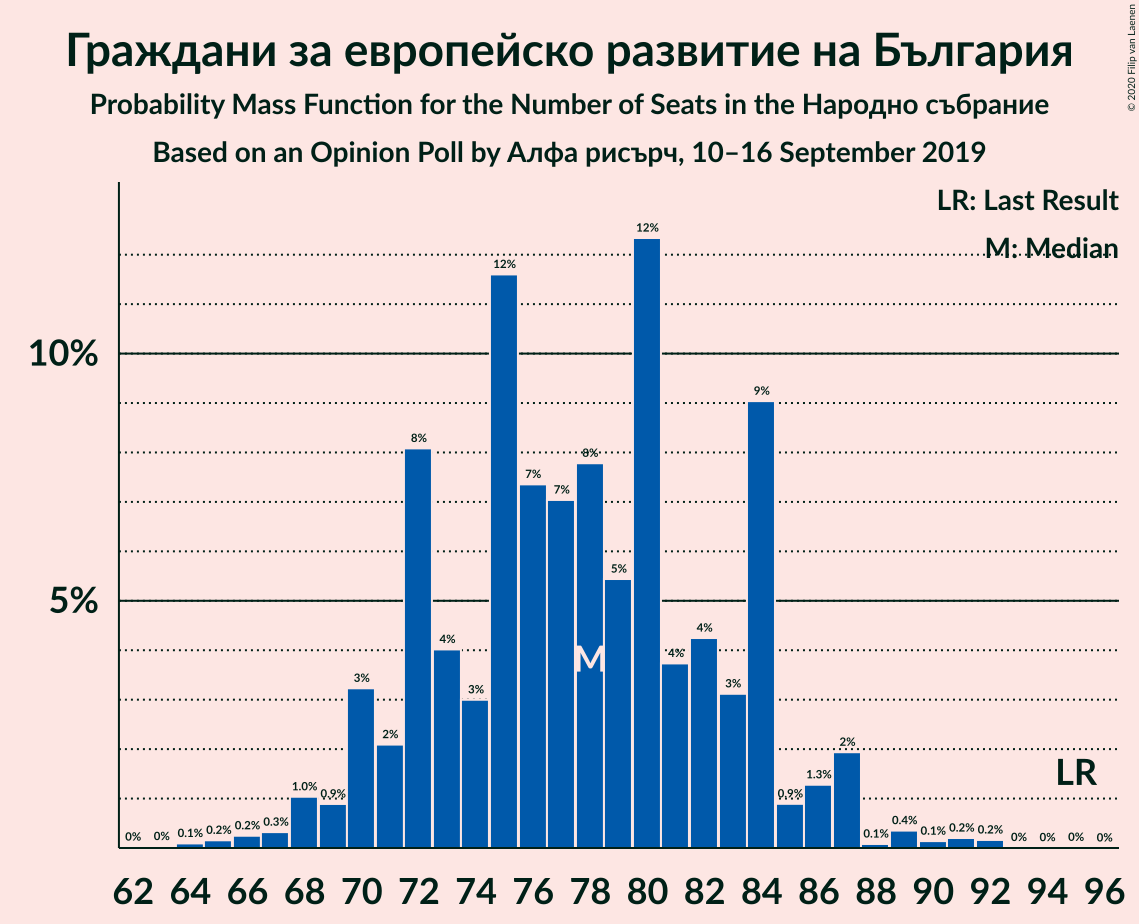 Граждани за европейско развитие на България
Probability Mass Function for the Number of Seats in the Народно събрание
Based on an Opinion Poll by Алфа рисърч, 10–16 September 2019
© 2020 Filip van Laenen
LR: Last Result
M: Median
10%
5%
0% 0% 0.1% 0.2% 0.2% 0.3% 1.0% 0.9% 3% 2% 8% 4% 3% 12% 7% 7% 8% 5% 12% 4% 4% 3% 9% 0.9% 1.3% 2% 0.1% 0.4% 0.1% 0.2% 0.2% 0% 0% 0% 0%
M
LR
62 64 66 68 70 72 74 76 78 80 82 84 86 88 90 92 94 96